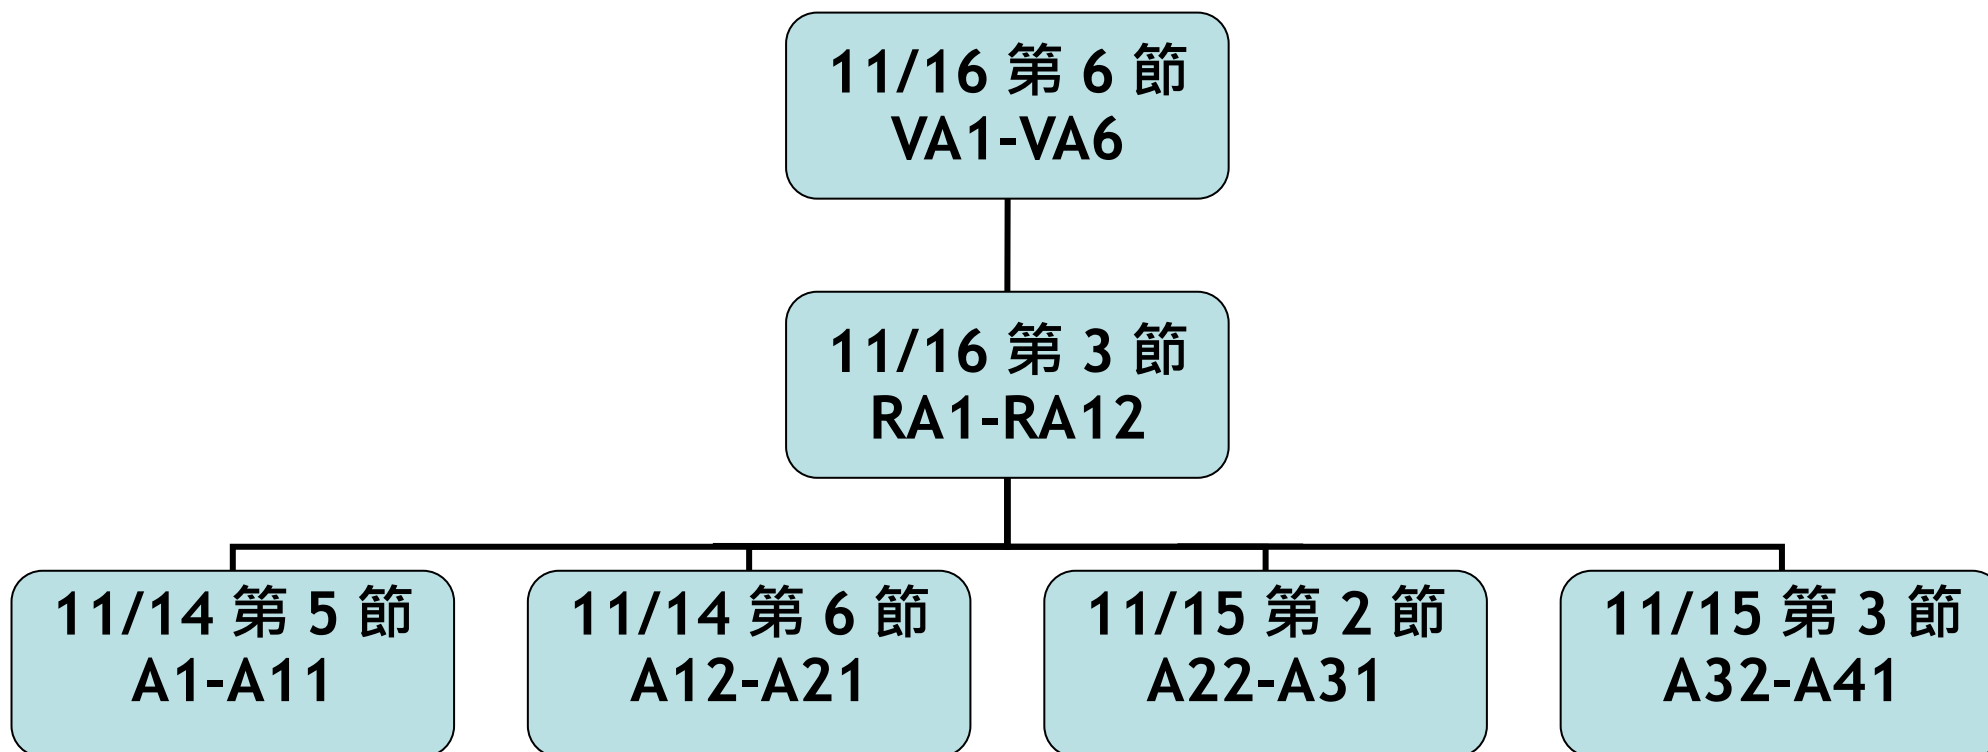 11/16 第 6 節
VA1-VA6
11/16 第 3 節
RA1-RA12
11/14 第 5 節
A1-A11
11/14 第 6 節
A12-A21
11/15 第 2 節
A22-A31
11/15 第 3 節
A32-A41